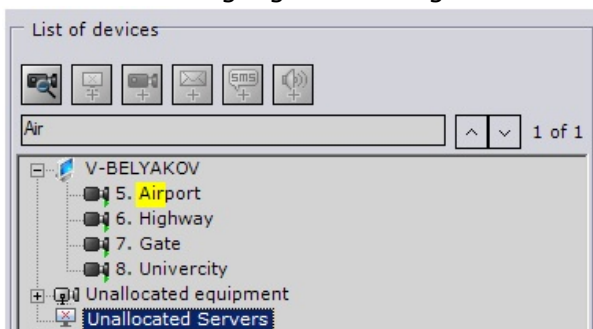 List of devices
SMS
Air
1 of 1
V-BELYAKOV
5. Airport
6. Highway
7. Gate
8. Univercity
Unallocated equipment
Unallocated Servers